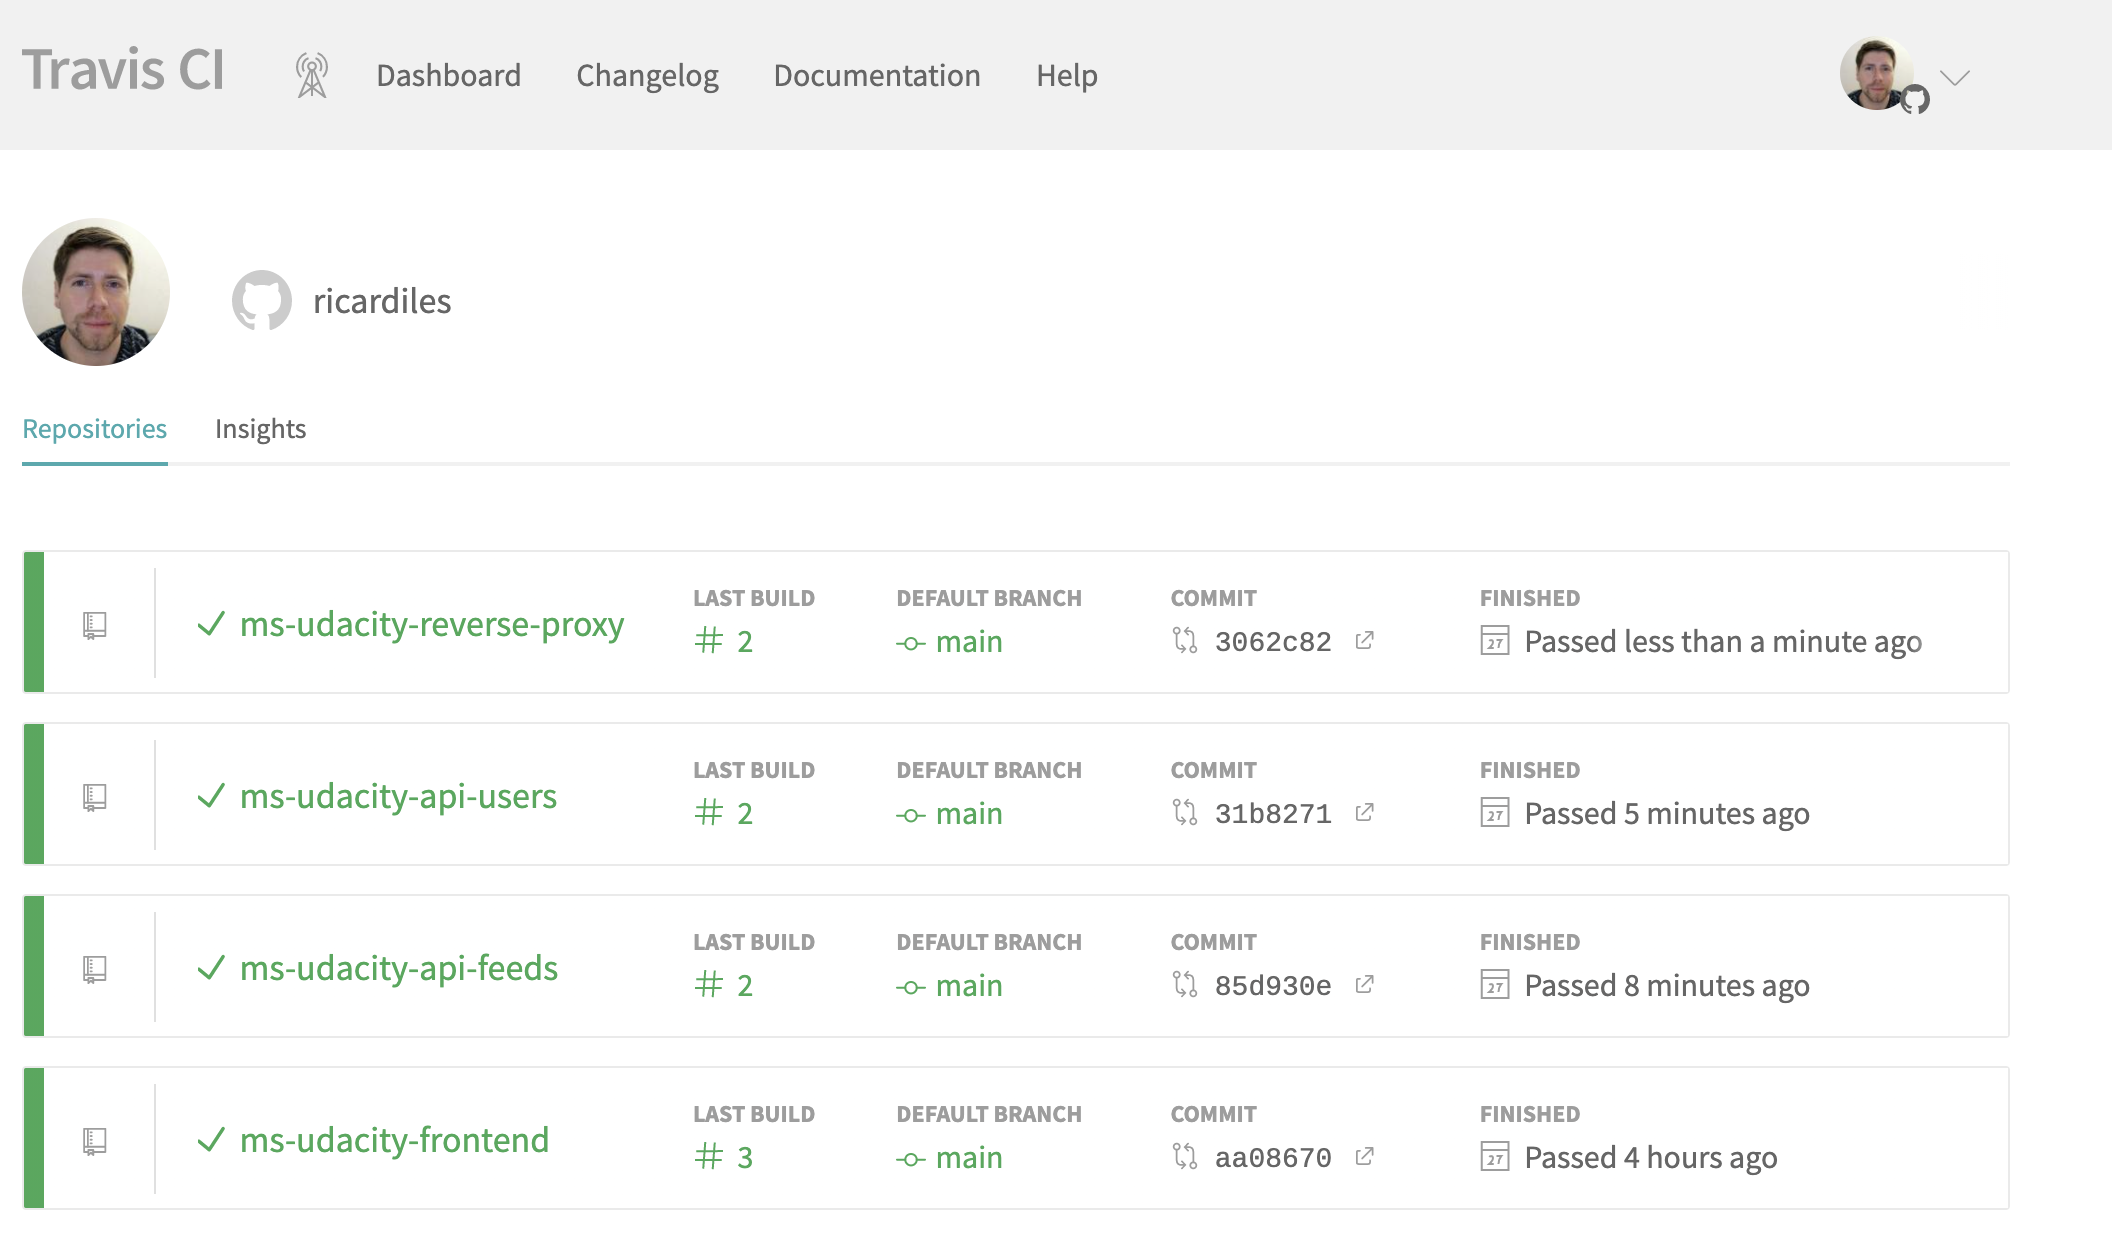 Travis CI Dashboard Changelog Documentation Help
ricardiles
Repositories Insights
LAST BUILD DEFAULT BRANCH COMMIT FINISHED
ms-udacity-reverse-proxy # 2 main 3062c82 27 Passed less than a minute ago
LAST BUILD DEFAULT BRANCH COMMIT FINISHED
ms-udacity-api-users # 2 main 31b8271 27 Passed 5 minutes ago
LAST BUILD DEFAULT BRANCH COMMIT FINISHED
ms-udacity-api-feeds # 2 main 85d930e 27 Passed 8 minutes ago
LAST BUILD DEFAULT BRANCH COMMIT FINISHED
ms-udacity-frontend # 3 main aa08670 27 Passed 4 hours ago